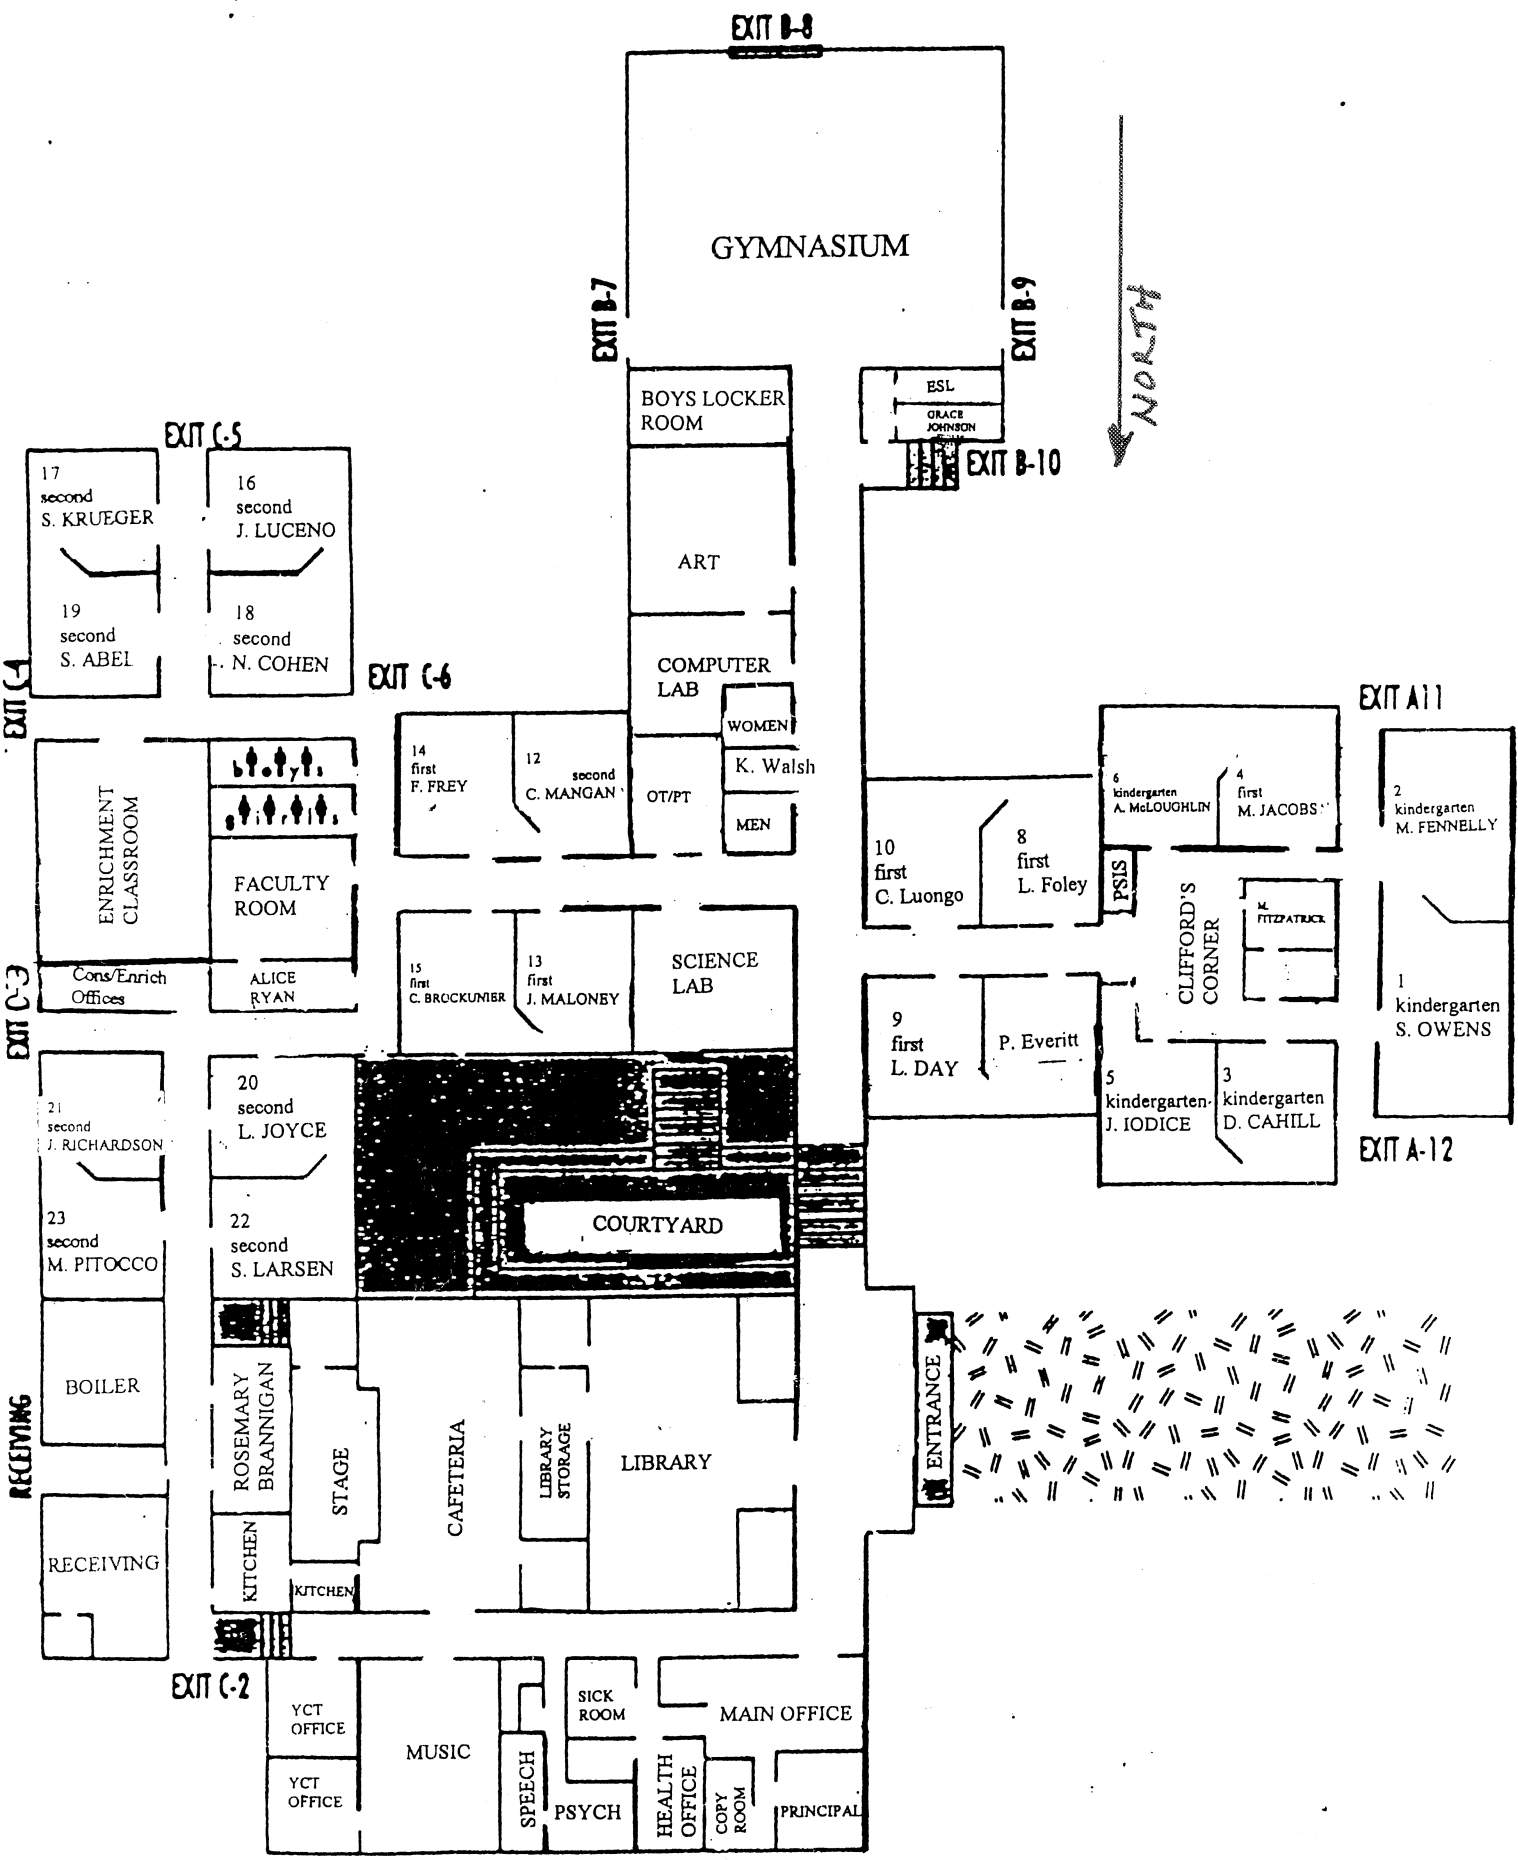 EXIT B-8
GYMNASIUM
EXIT B-7
EXIT B-9
NORTH
BOYS LOCKER
ROOM
ESL
GRACE
JOHNSON
EXIT B-10
EXIT C-5
17
second
S. KRUEGER
16
second
J. LUCENO
ART
19
second
S. ABEL
18
second
N. COHEN
EXIT C-4
EXIT C-6
COMPUTER
LAB
WOMEN
K. Walsh
OT/PT
MEN
EXIT A11
boys
girls
ENRICHMENT
CLASSROOM
FACULTY
ROOM
14
first
F. FREY
12
second
C. MANGAN
10
first
C. Luongo
8
first
L. Foley
6
kindergarten
A. McLOUGHLIN
4
first
M. JACOBS
2
kindergarten
M. FENNELLY
PSIS
CLIFFORD'S
CORNER
M.
FITZPATRICK
Cons/Enrich
Offices
ALICE
RYAN
EXIT C-3
15
first
C. BROCKUNIER
13
first
J. MALONEY
SCIENCE
LAB
9
first
L. DAY
P. Everitt
1
kindergarten
S. OWENS
5
kindergarten
J. IODICE
3
kindergarten
D. CAHILL
EXIT A-12
21
second
J. RICHARDSON
20
second
L. JOYCE
23
second
M. PITOCCO
22
second
S. LARSEN
COURTYARD
BOILER
RECEIVING
ROSEMARY
BRANNIGAN
STAGE
CAFETERIA
LIBRARY
STORAGE
LIBRARY
ENTRANCE
RECEIVING
KITCHEN
KITCHEN
EXIT C-2
YCT
OFFICE
YCT
OFFICE
MUSIC
SPEECH
SICK
ROOM
PSYCH
HEALTH
OFFICE
MAIN OFFICE
COPY
ROOM
PRINCIPAL